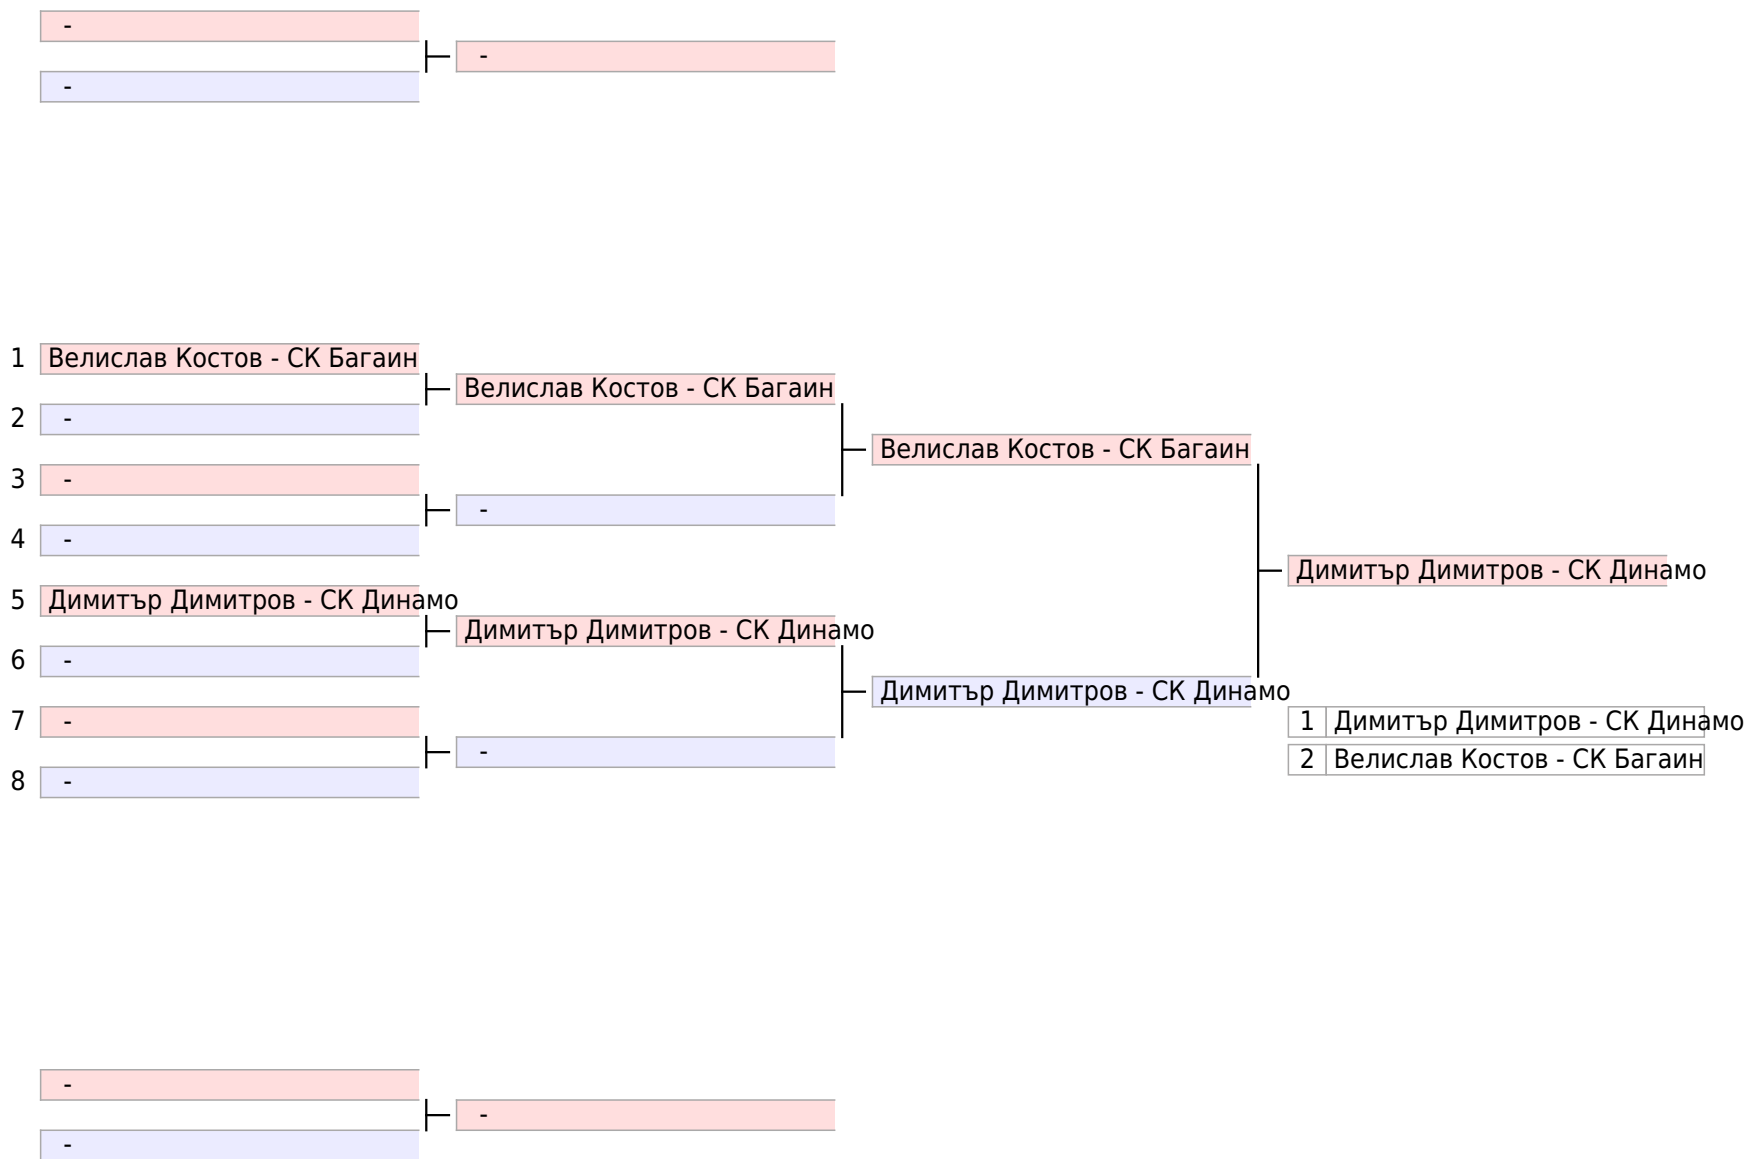 -
-
-
1 Велислав Костов - СК Багаин
Велислав Костов - СК Багаин
2 -
Велислав Костов - СК Багаин
3 -
-
4 -
Димитър Димитров - СК Динамо
5 Димитър Димитров - СК Динамо
Димитър Димитров - СК Динамо
6 -
Димитър Димитров - СК Динамо
7 -
1 Димитър Димитров - СК Динамо
-
2 Велислав Костов - СК Багаин
8 -
-
-
-